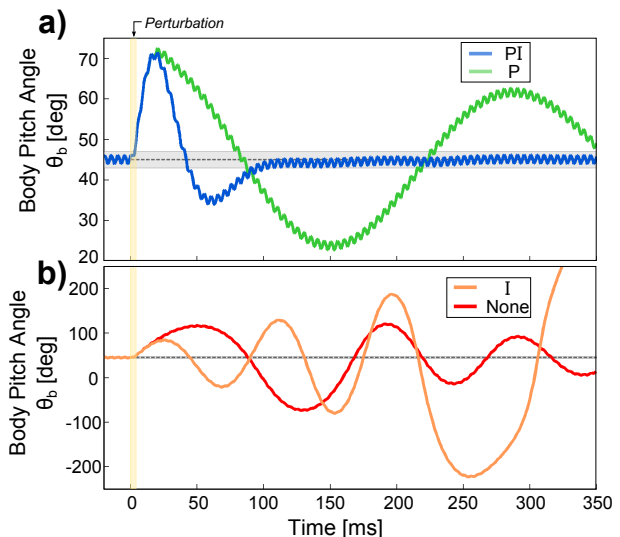 Perturbation
a)
70
60
50
40
30
20
Body Pitch Angle
θb [deg]
PI
P
b)
200
100
0
-100
-200
Body Pitch Angle
θb [deg]
I
None
0 50 100 150 200 250 300 350
Time [ms]